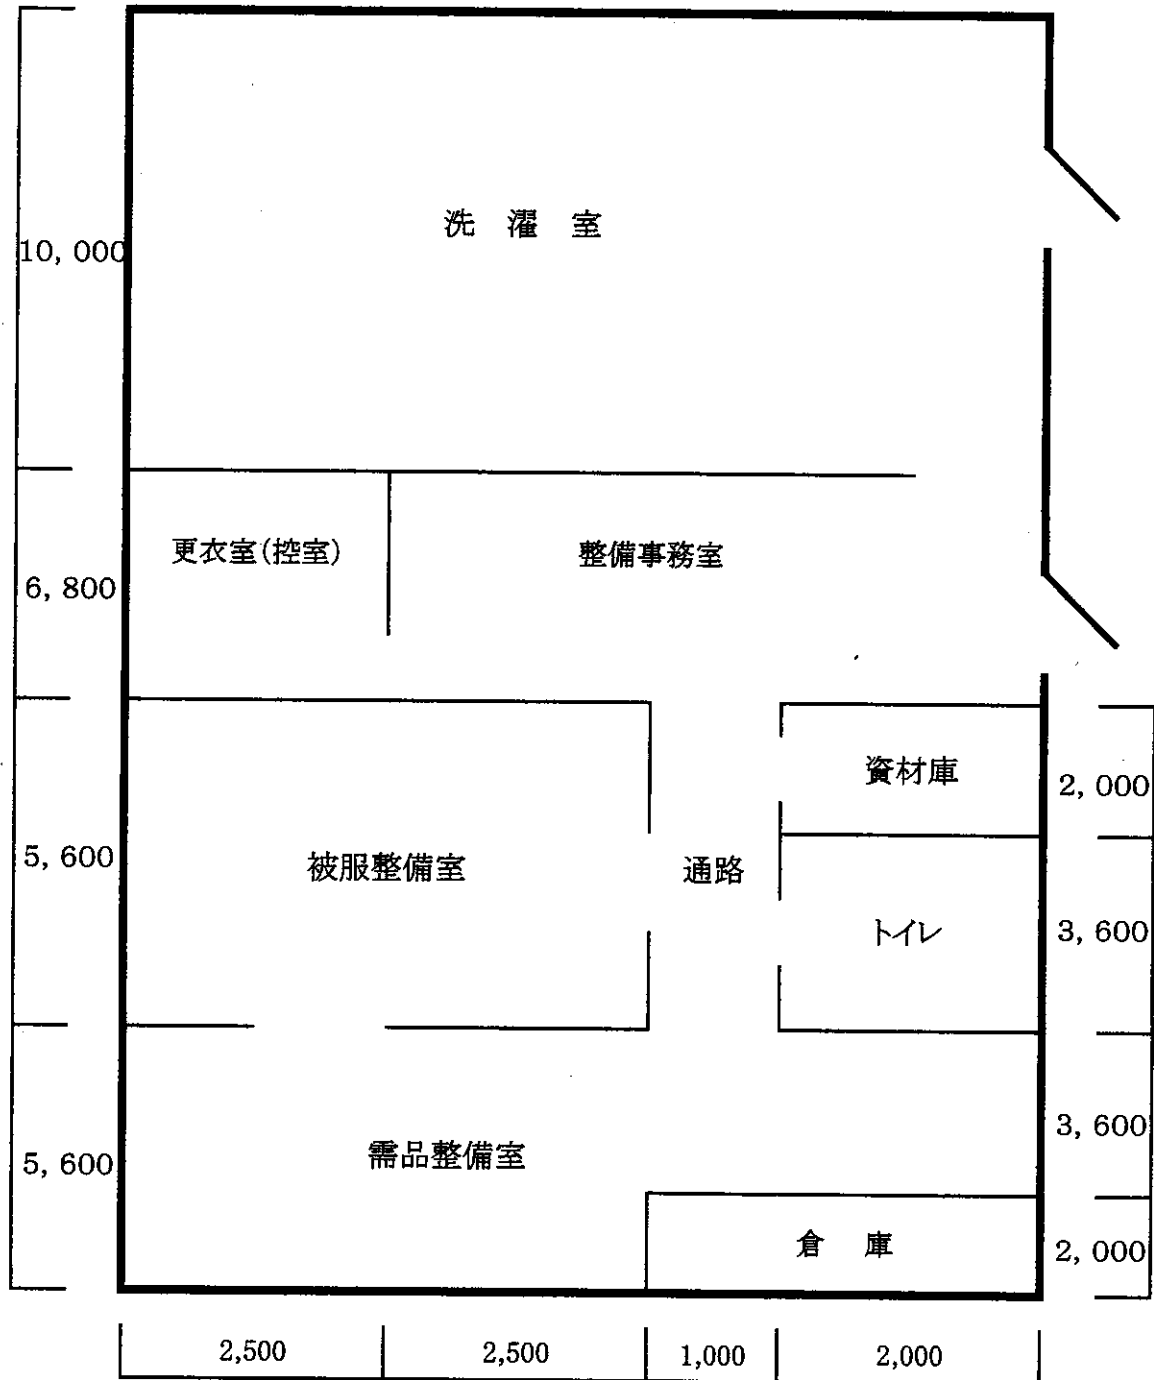 洗 濯 室
10,000
更衣室(控室)
整備事務室
6,800
資材庫
2,000
5,600
被服整備室
通路
トイレ
3,600
3,600
需品整備室
5,600
倉 庫
2,000
2,500
2,500
1,000
2,000